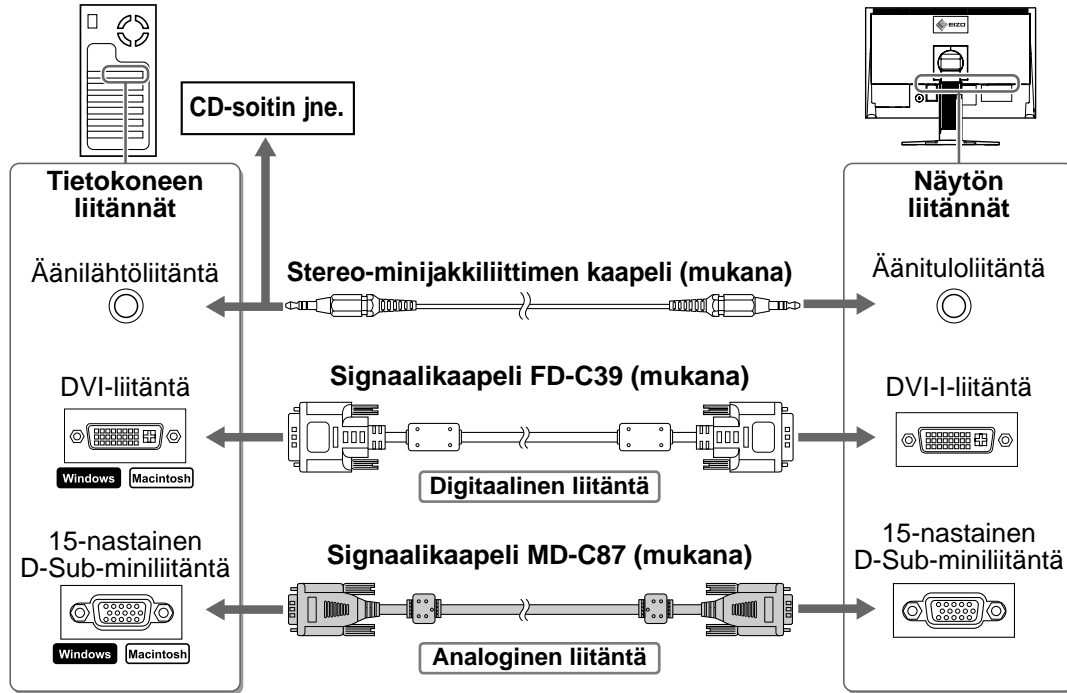 EIZO
CD-soitin jne.
Tietokoneen
liitännät
Näytön
liitännät
Äänilähtöliitäntä
Stereo-minijakkiliittimen kaapeli (mukana)
Äänituloliitäntä
DVI-liitäntä
Signaalikaapeli FD-C39 (mukana)
DVI-I-liitäntä
Windows
Macintosh
Digitaalinen liitäntä
15-nastainen
D-Sub-miniliitäntä
Signaalikaapeli MD-C87 (mukana)
15-nastainen
D-Sub-miniliitäntä
Windows
Macintosh
Analoginen liitäntä